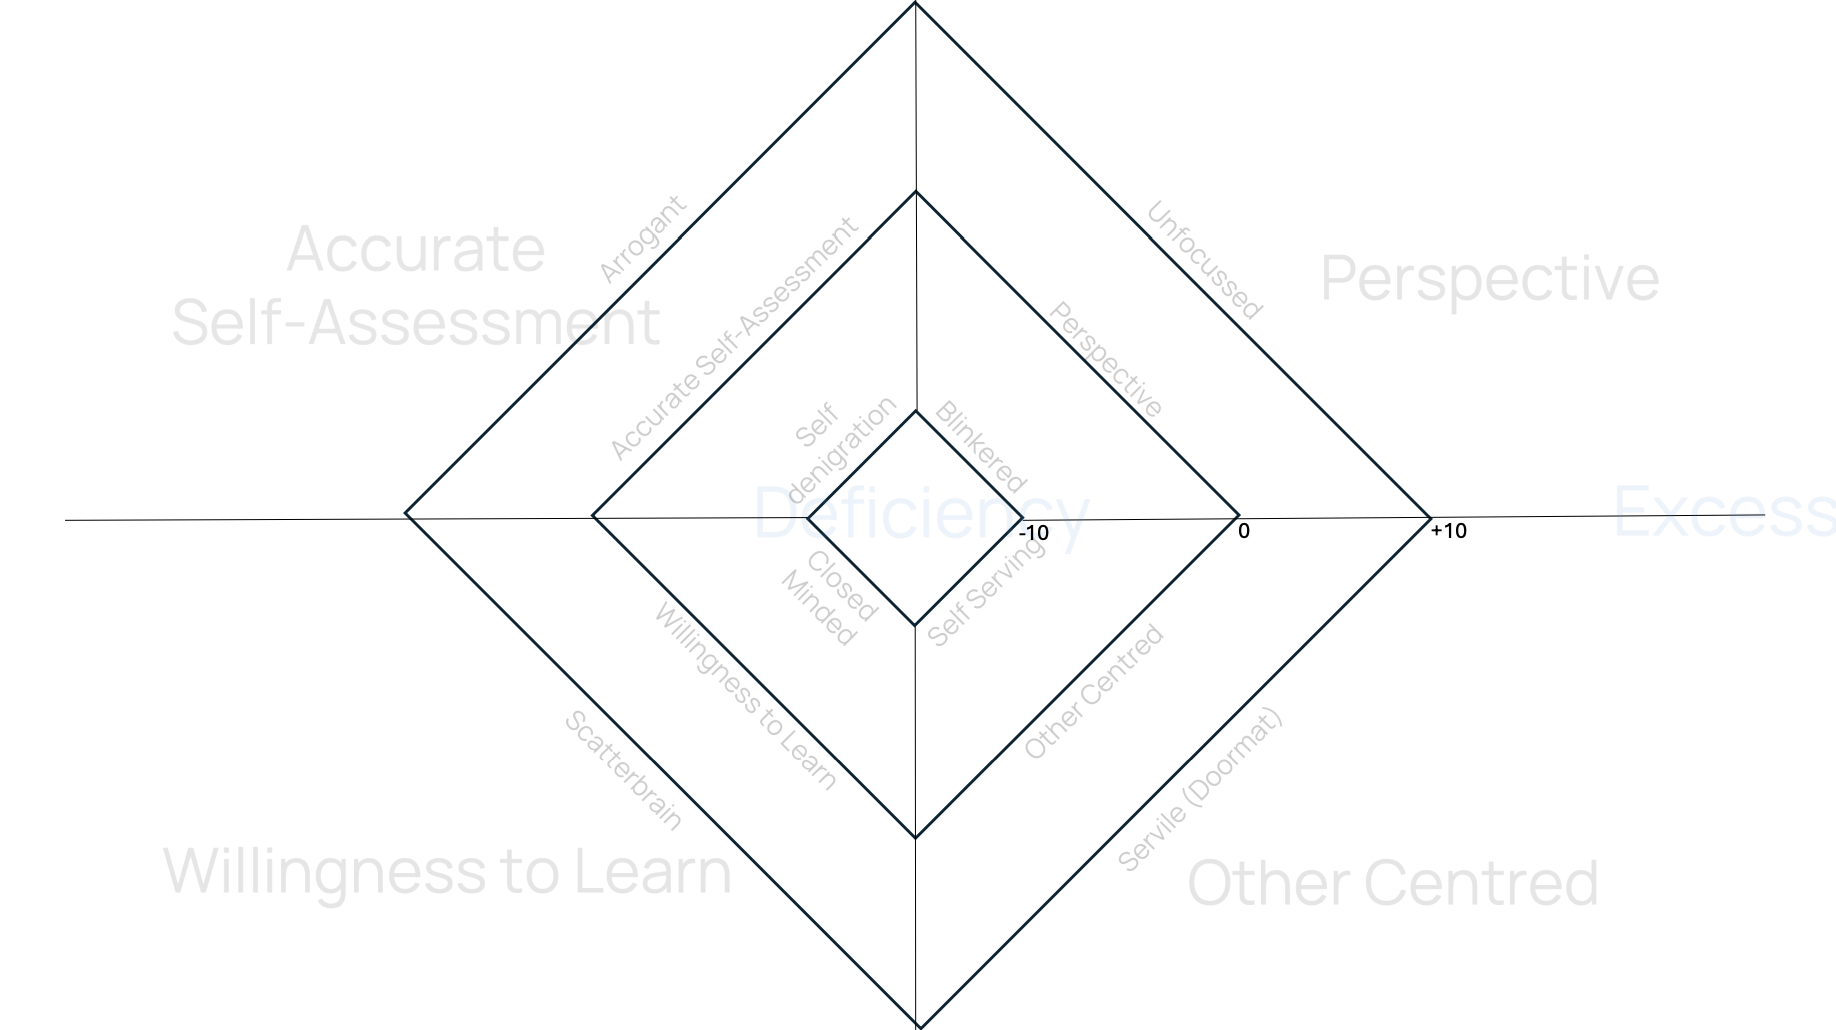 Accurate
Self-Assessment
Perspective
Arrogant
Unfocussed
Accurate Self-Assessment
Perspective
Self
denigration
Blinkered
Deficiency
Excess
-10
0
+10
Closed
Minded
Self Serving
Willingness to Learn
Other Centred
Scatterbrain
Servile (Doormat)
Willingness to Learn
Other Centred